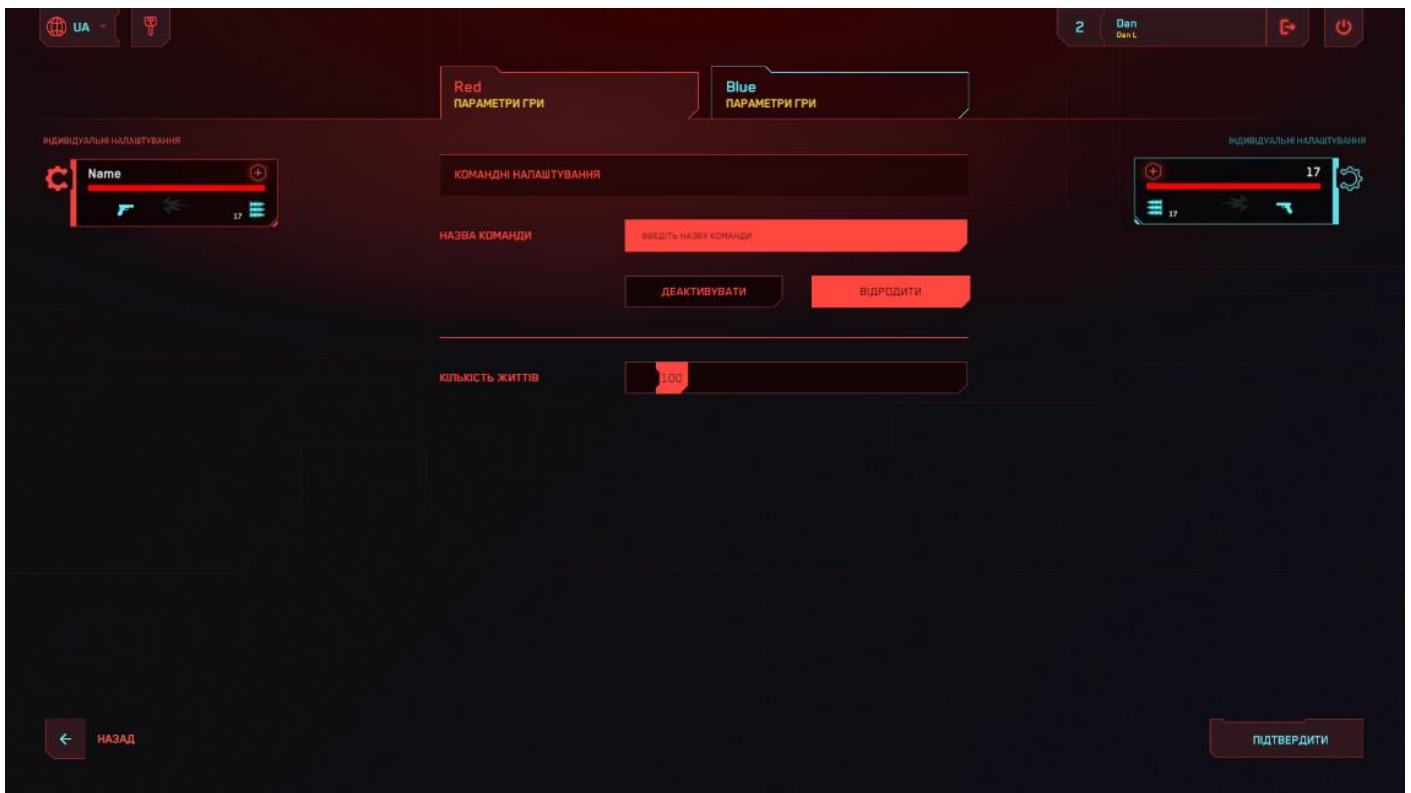 UA
2
Dan
Dan L
Red
ПАРАМЕТРИ ГРИ
Blue
ПАРАМЕТРИ ГРИ
ІНДИВІДУАЛЬНІ НАЛАШТУВАННЯ
ІНДИВІДУАЛЬНІ НАЛАШТУВАННЯ
Name
17
17
17
КОМАНДНІ НАЛАШТУВАННЯ
НАЗВА КОМАНДИ
ВВЕДІТЬ НАЗВУ КОМАНДИ
ДЕАКТИВУВАТИ
ВІДРОДИТИ
КІЛЬКІСТЬ ЖИТТІВ
100
НАЗАД
ПІДТВЕРДИТИ